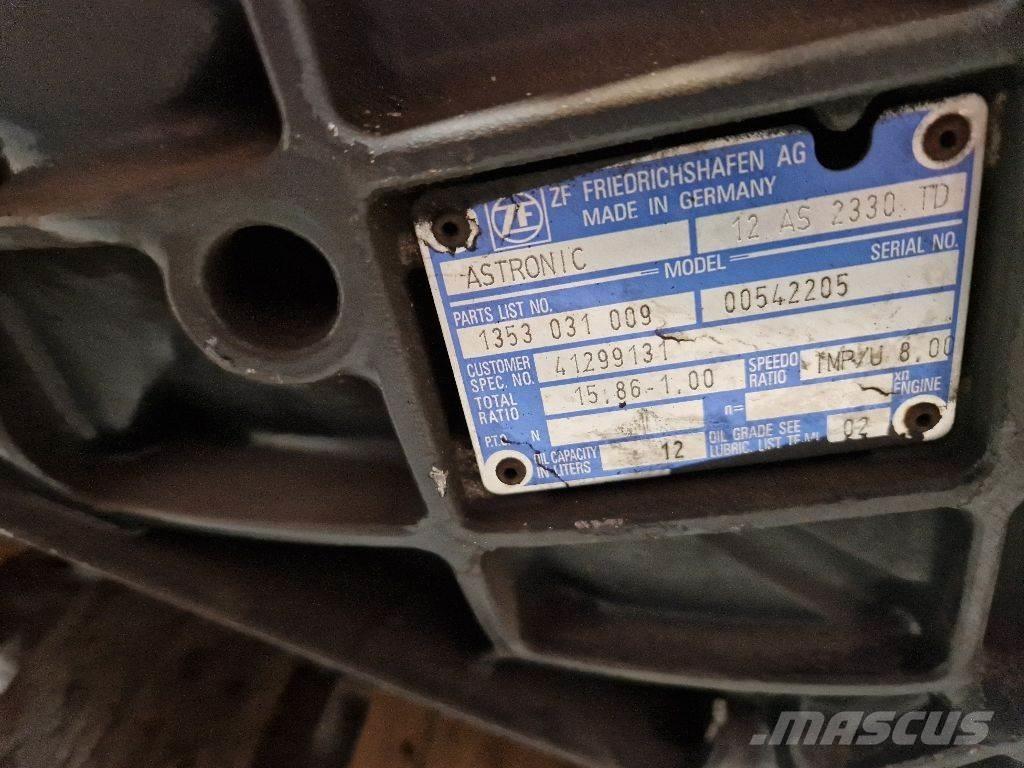 ZF FRIEDRICHSHAFEN AG
MADE IN GERMANY
ASTRONIC MODEL 12 AS 2330 TD
PARTS LIST NO. SERIAL NO.
1353 031 009 00542205
CUSTOMER SPEC. NO. 41299131
TOTAL RATIO 15.86-1.00 SPEEDO RATIO IMP/U 8.00
P.T.O. N n= xn ENGINE
OIL CAPACITY IN LITERS 12 OIL GRADE SEE LUBRIC. LIST TE-ML 02
MASCUS